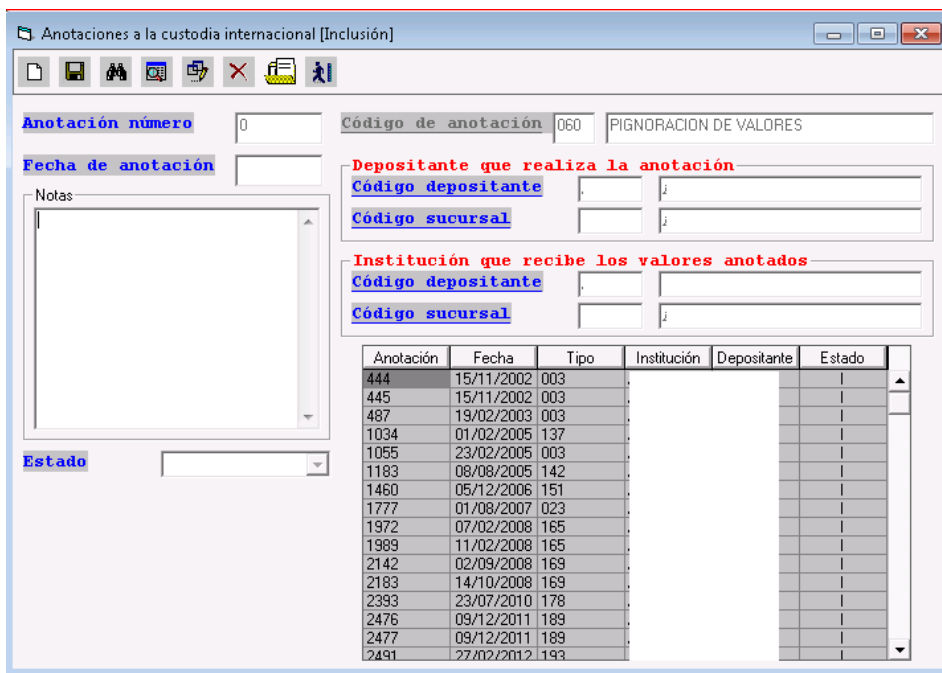 Anotaciones a la custodia internacional [Inclusión]
Anotación número 0 Código de anotación 060 PIGNORACION DE VALORES
Fecha de anotación
Depositante que realiza la anotación
Código depositante
Código sucursal
Notas
Institución que recibe los valores anotados
Código depositante
Código sucursal
Estado
Anotación Fecha Tipo Institución Depositante Estado
444 15/11/2002 003 I
445 15/11/2002 003 I
487 19/02/2003 003 I
1034 01/02/2005 137 I
1055 23/02/2005 003 I
1183 08/08/2005 142 I
1460 05/12/2006 151 I
1777 01/08/2007 023 I
1972 07/02/2008 165 I
1989 11/02/2008 165 I
2142 02/09/2008 169 I
2183 14/10/2008 169 I
2393 23/07/2010 178 I
2476 09/12/2011 189 I
2477 09/12/2011 189 I
2491 27/02/2012 193 I